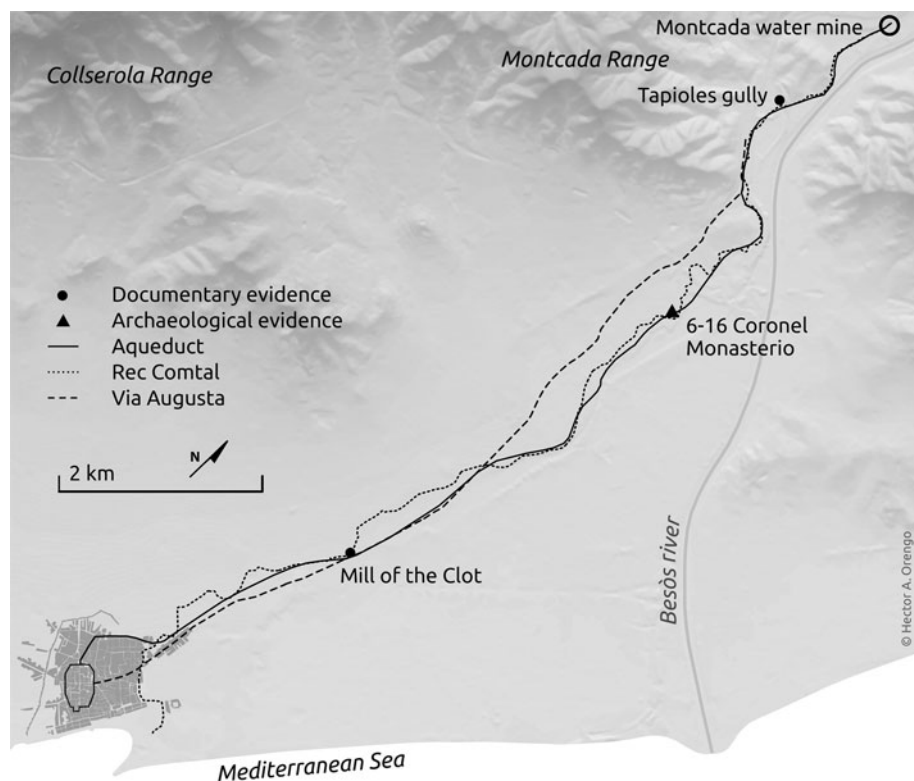 Montcada water mine
Collserola Range
Montcada Range
Tapioles gully
Documentary evidence
Archaeological evidence
Aqueduct
Rec Comtal
Via Augusta
6-16 Coronel
Monasterio
N
2 km
Mill of the Clot
Besòs river
© Hector A. Orengo
Mediterranean Sea